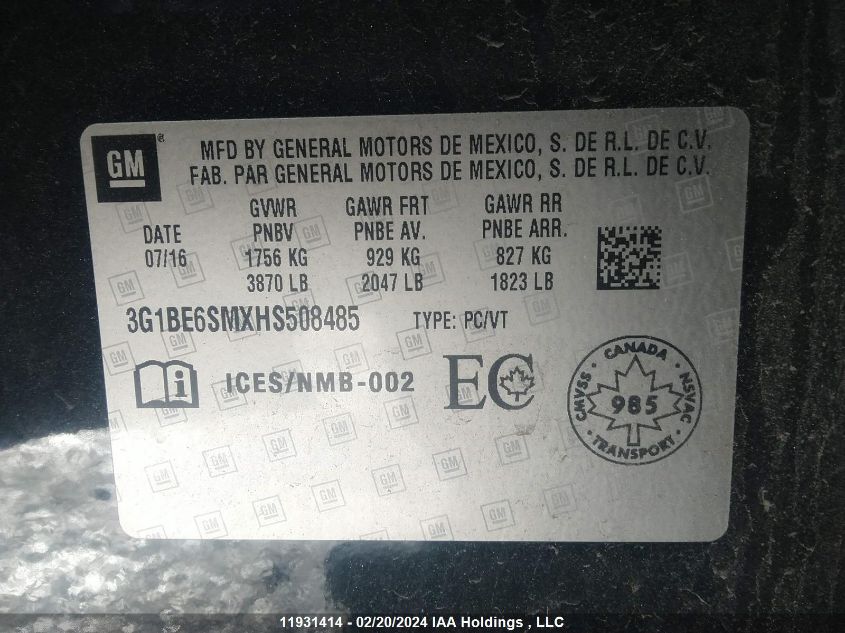 GM ®
MFD BY GENERAL MOTORS DE MEXICO, S. DE R.L. DE C.V.
FAB. PAR GENERAL MOTORS DE MEXICO, S. DE R.L. DE C.V.
GVWR GAWR FRT GAWR RR
DATE PNBV PNBE AV. PNBE ARR.
07/16 1756 KG 929 KG 827 KG
3870 LB 2047 LB 1823 LB
3G1BE6SMXHS508485 TYPE: PC/VT
i ICES/NMB-002 EC
CANADA
CMVSS 985 NSVAC
TRANSPORT
11931414 - 02/20/2024 IAA Holdings , LLC